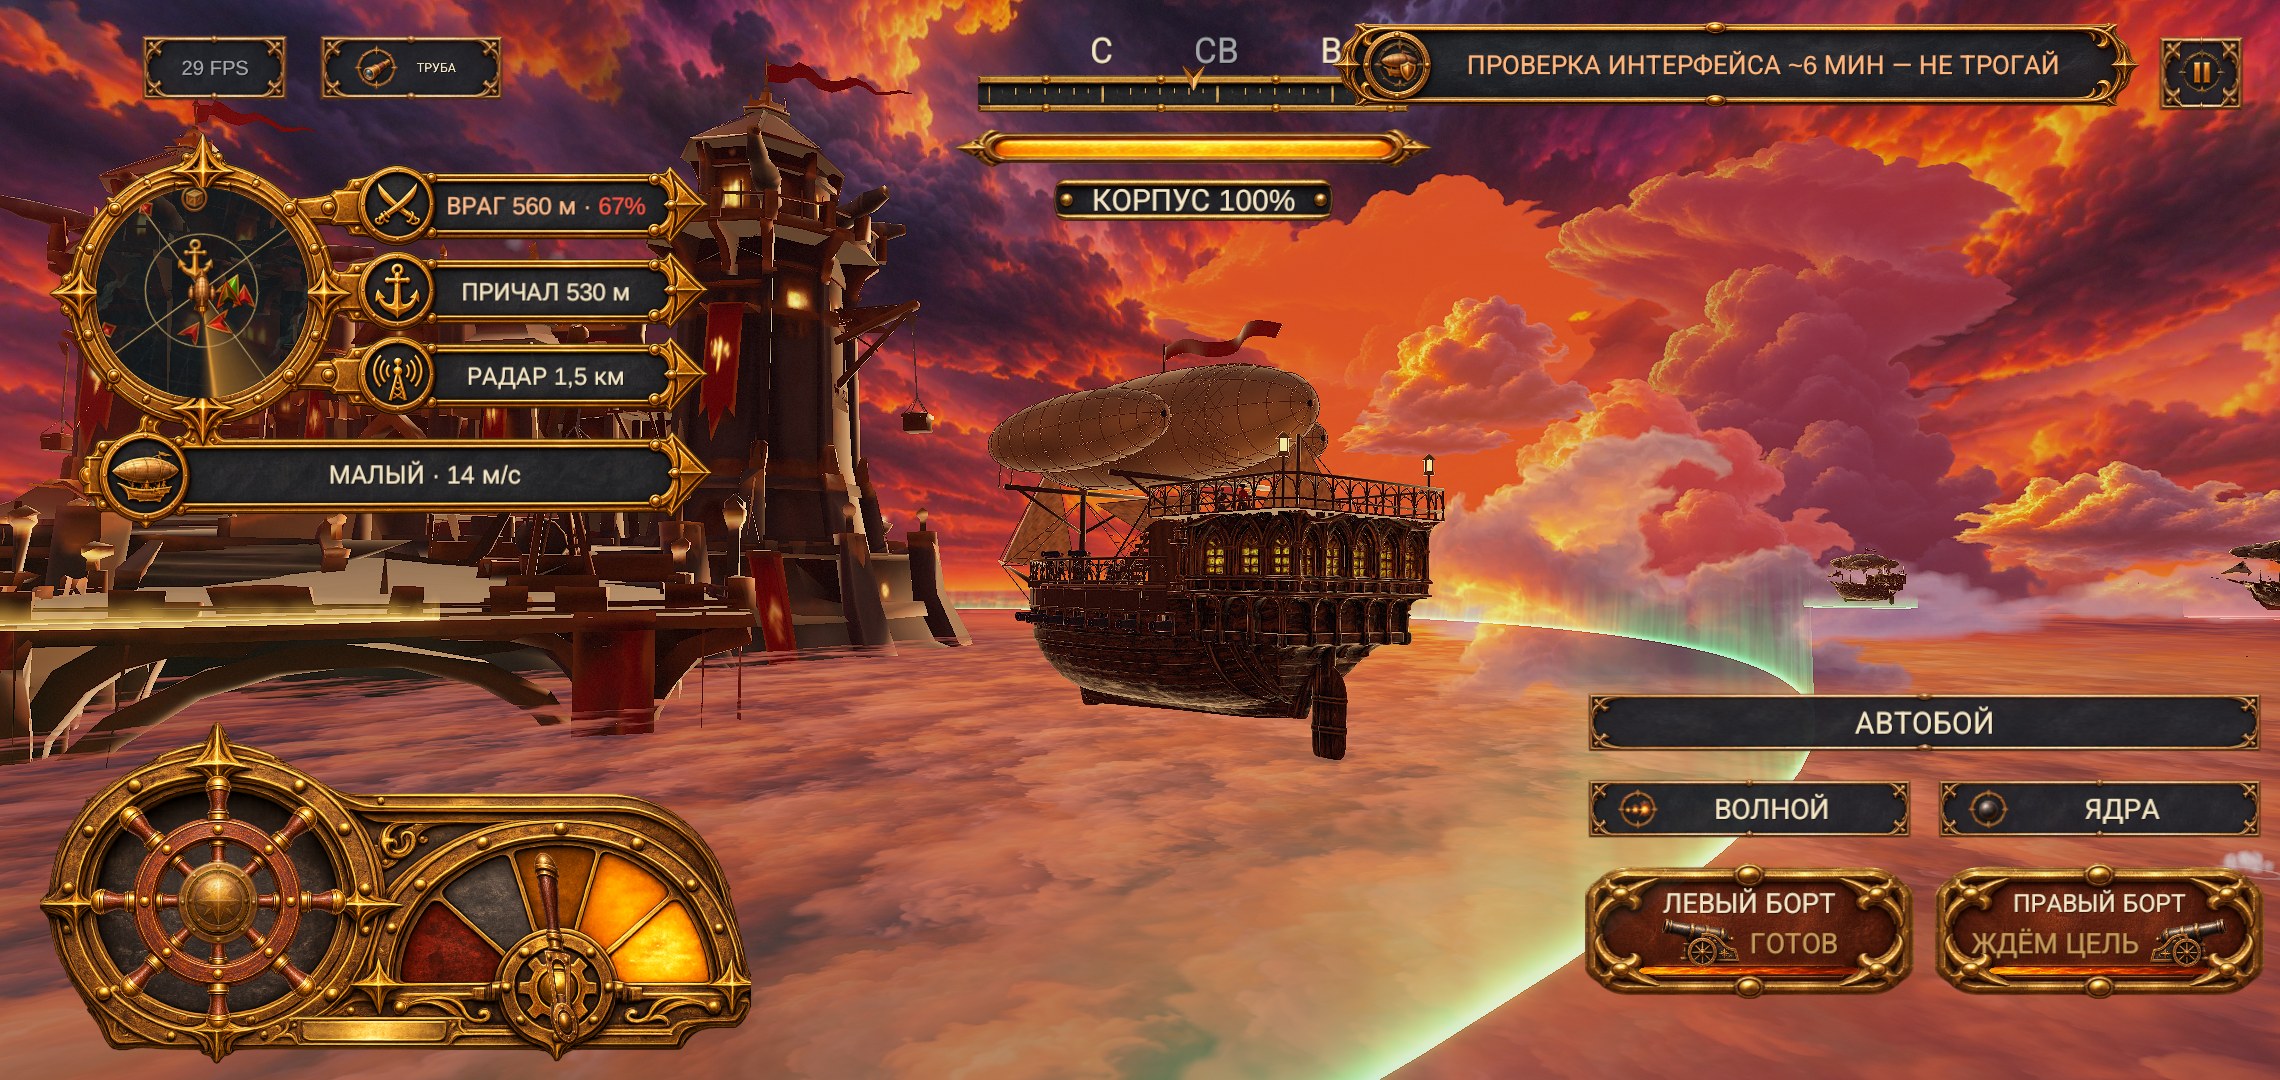 29 FPS
ТРУБА
С СВ В
ПРОВЕРКА ИНТЕРФЕЙСА ~6 МИН — НЕ ТРОГАЙ
КОРПУС 100%
ВРАГ 560 м · 67%
ПРИЧАЛ 530 м
РАДАР 1,5 км
МАЛЫЙ · 14 м/с
АВТОБОЙ
ВОЛНОЙ
ЯДРА
ЛЕВЫЙ БОРТ
ГОТОВ
ПРАВЫЙ БОРТ
ЖДЁМ ЦЕЛЬ